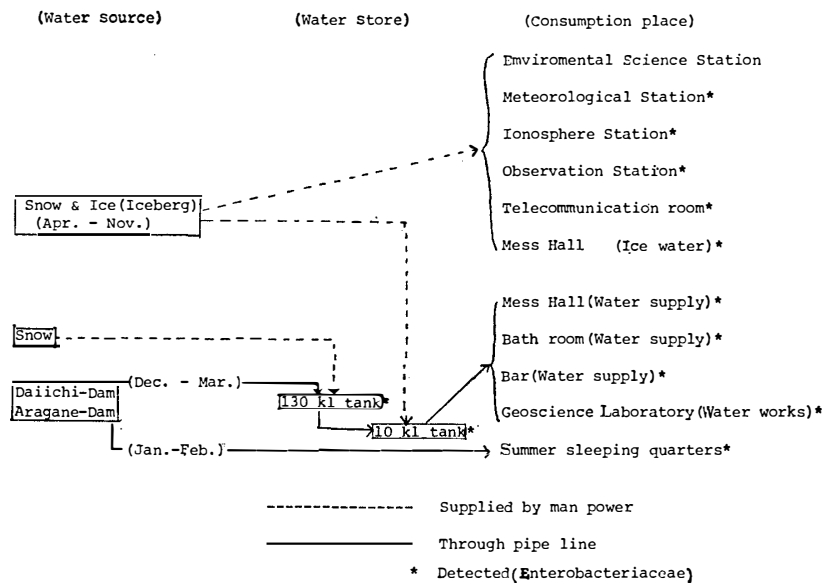 (Water source) (Water store) (Consumption place)
Emviromental Science Station
Meteorological Station*
Ionosphere Station*
Observation Station*
Telecommunication room*
Mess Hall (Ice water)*
Snow & Ice(Iceberg)
(Apr. - Nov.)
Mess Hall(Water supply)*
Bath room(Water supply)*
Bar(Water supply)*
Geoscience Laboratory(Water works)*
Snow
(Dec. - Mar.)
Daiichi-Dam
Aragane-Dam
130 kl tank*
10 kl tank*
(Jan.-Feb.)
Summer sleeping quarters*
Supplied by man power
Through pipe line
* Detected(Enterobacteriaceae)